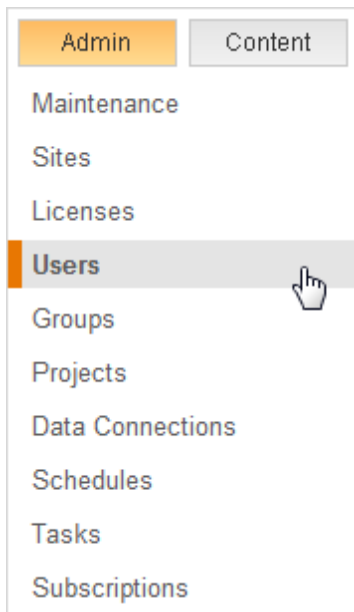 Admin Content
Maintenance
Sites
Licenses
Users
Groups
Projects
Data Connections
Schedules
Tasks
Subscriptions